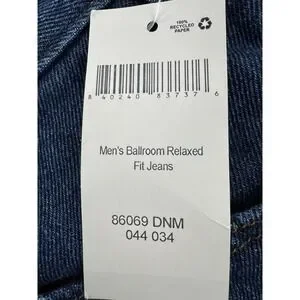 100%
RECYCLED
PAPER
8 40240 83737 6
Men's Ballroom Relaxed
Fit Jeans
86069 DNM
044 034